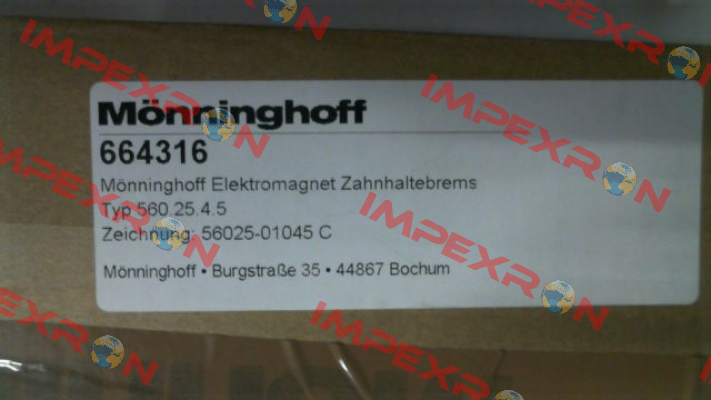 Mönninghoff
664316
Mönninghoff Elektromagnet Zahnhaltebrems
Typ 560.25.4.5
Zeichnung: 56025-01045 C
Mönninghoff • Burgstraße 35 • 44867 Bochum
IMPEXRON
IMPEXRON
IMPEXRON
IMPEXRON
IMPEXRON
IMPEXRON